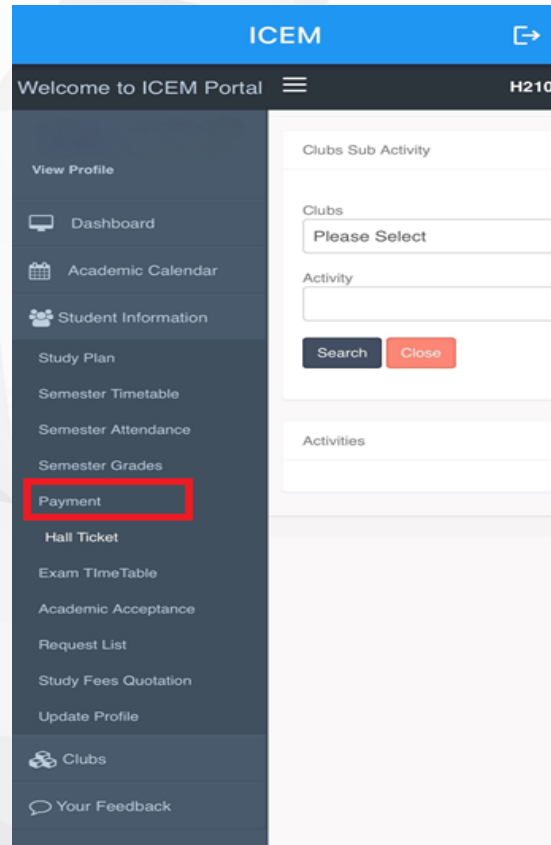 ICEM
Welcome to ICEM Portal
H210
View Profile
Dashboard
Academic Calendar
Student Information
Study Plan
Semester Timetable
Semester Attendance
Semester Grades
Payment
Hall Ticket
Exam TImeTable
Academic Acceptance
Request List
Study Fees Quotation
Update Profile
Clubs
Your Feedback
Clubs Sub Activity
Clubs
Please Select
Activity
Search Close
Activities